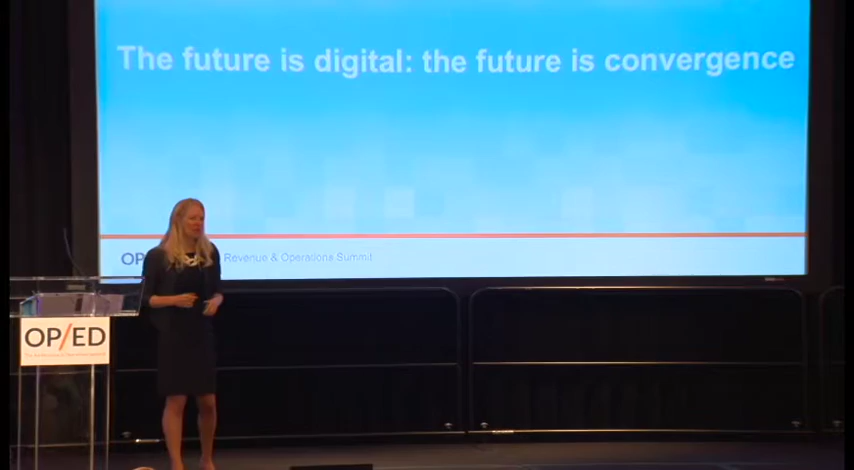 The future is digital: the future is convergence
OP
Revenue & Operations Summit
OP/ED